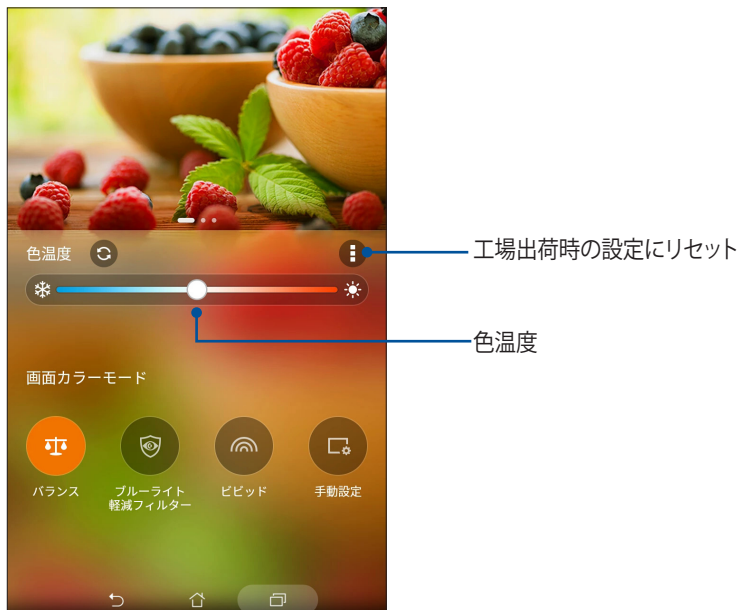 色温度
工場出荷時の設定にリセット
色温度
画面カラーモード
バランス
ブルーライト
軽減フィルター
ビビッド
手動設定